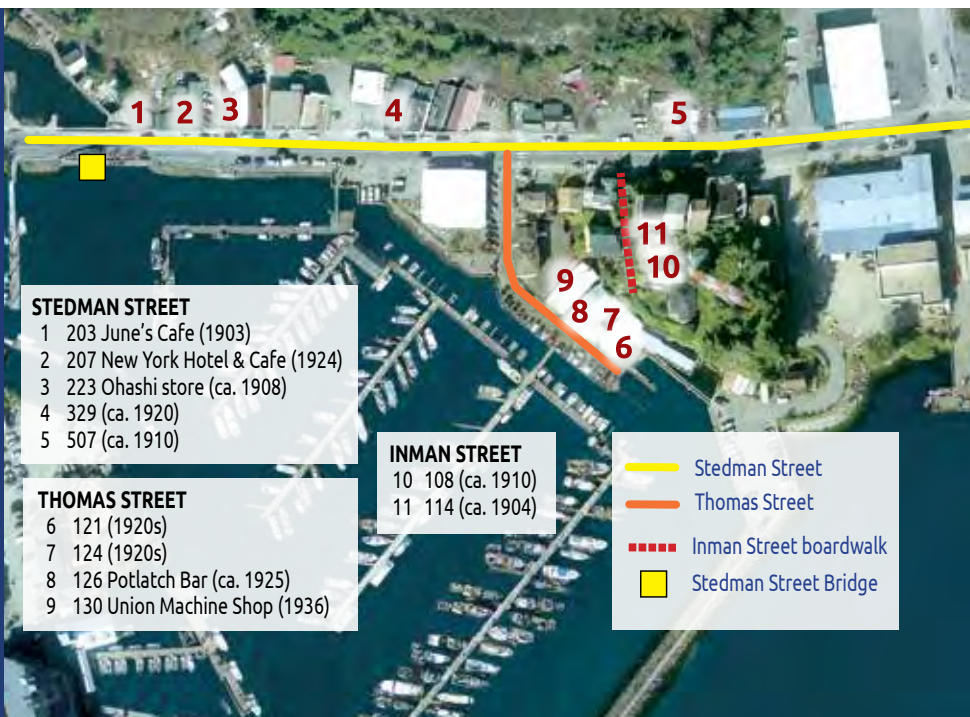 1
2
3
4
5
11
10
9
8
7
6
STEDMAN STREET
1 203 June's Cafe (1903)
2 207 New York Hotel & Cafe (1924)
3 223 Ohashi store (ca. 1908)
4 329 (ca. 1920)
5 507 (ca. 1910)
THOMAS STREET
6 121 (1920s)
7 124 (1920s)
8 126 Potlatch Bar (ca. 1925)
9 130 Union Machine Shop (1936)
INMAN STREET
10 108 (ca. 1910)
11 114 (ca. 1904)
Stedman Street
Thomas Street
Inman Street boardwalk
Stedman Street Bridge